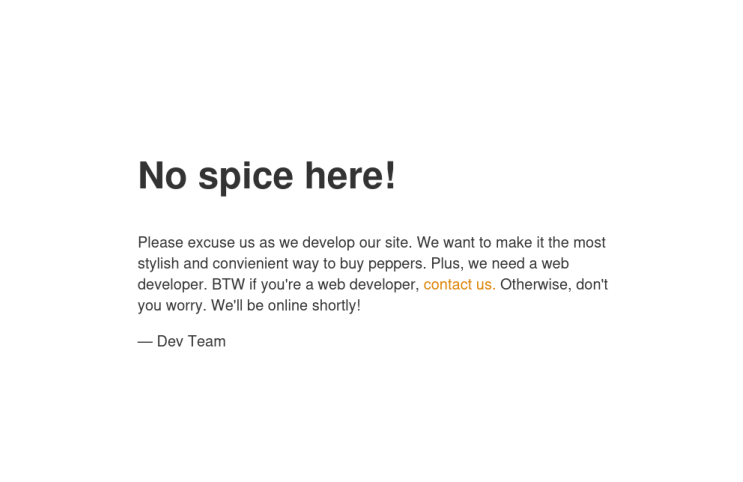 No spice here!
Please excuse us as we develop our site. We want to make it the most
stylish and convienient way to buy peppers. Plus, we need a web
developer. BTW if you're a web developer, contact us. Otherwise, don't
you worry. We'll be online shortly!
— Dev Team